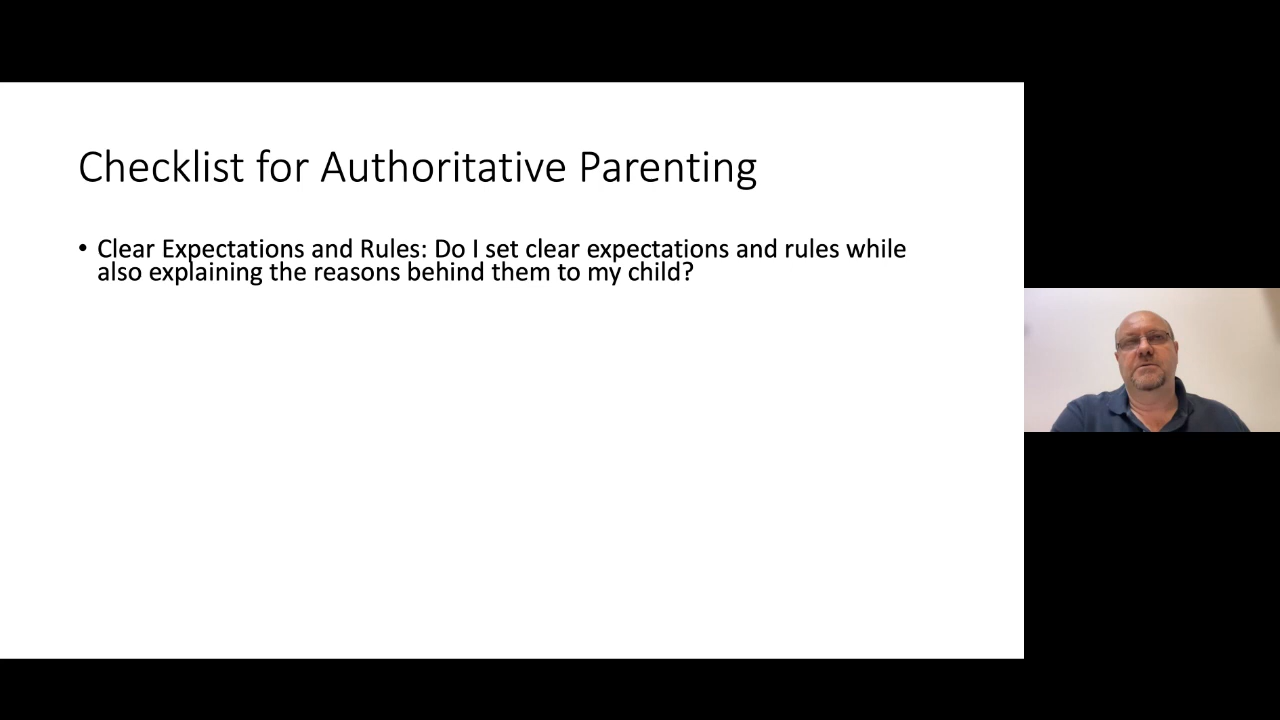 Checklist for Authoritative Parenting
• Clear Expectations and Rules: Do I set clear expectations and rules while
also explaining the reasons behind them to my child?